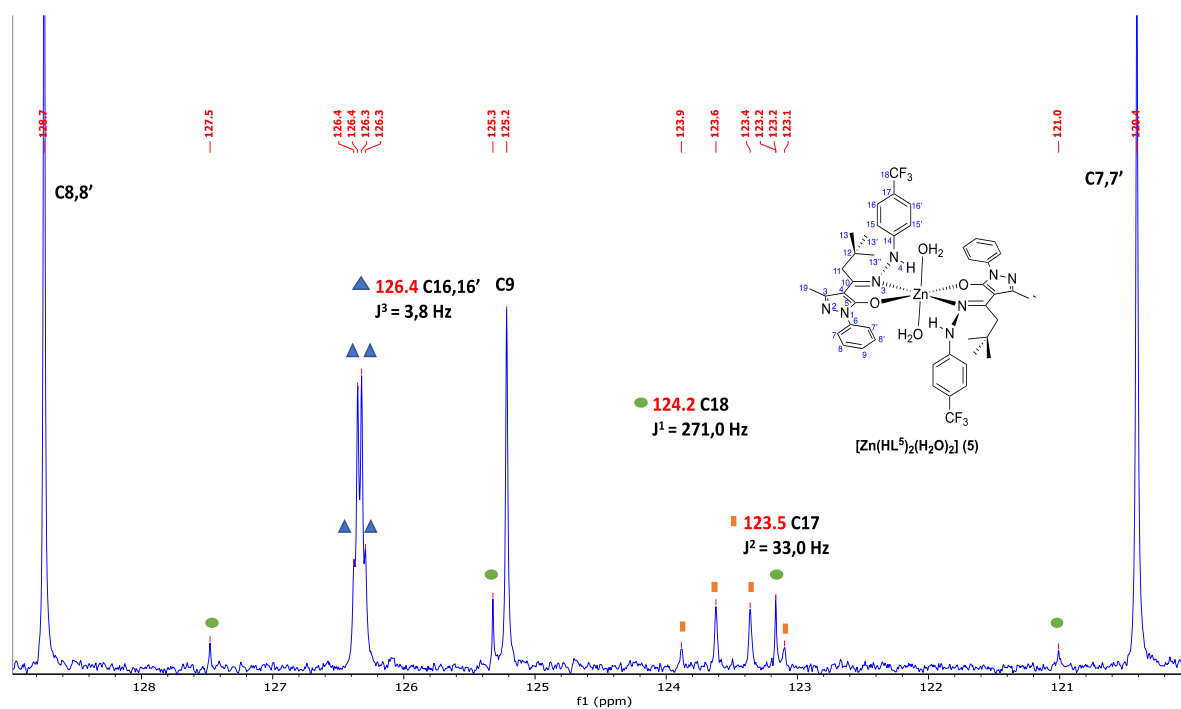 128.7
127.5
126.4
126.4
126.3
126.3
125.3
125.2
123.9
123.6
123.4
123.2
123.2
123.1
121.0
120.4
C8,8’
C7,7’
126.4 C16,16’
J³ = 3,8 Hz
C9
124.2 C18
J¹ = 271,0 Hz
123.5 C17
J² = 33,0 Hz
18 CF₃
17
16 16'
15 15'
14
13 13'
12
13''
11
N H
4
OH₂
10
N
3
19 3 4
5
N 2
N 1
O
Zn
O
N
N
N
H₂O
H N
6
7 7'
8 8'
9
CF₃
[Zn(HL⁵)₂(H₂O)₂] (5)
128 127 126 125 124 123 122 121
f1 (ppm)